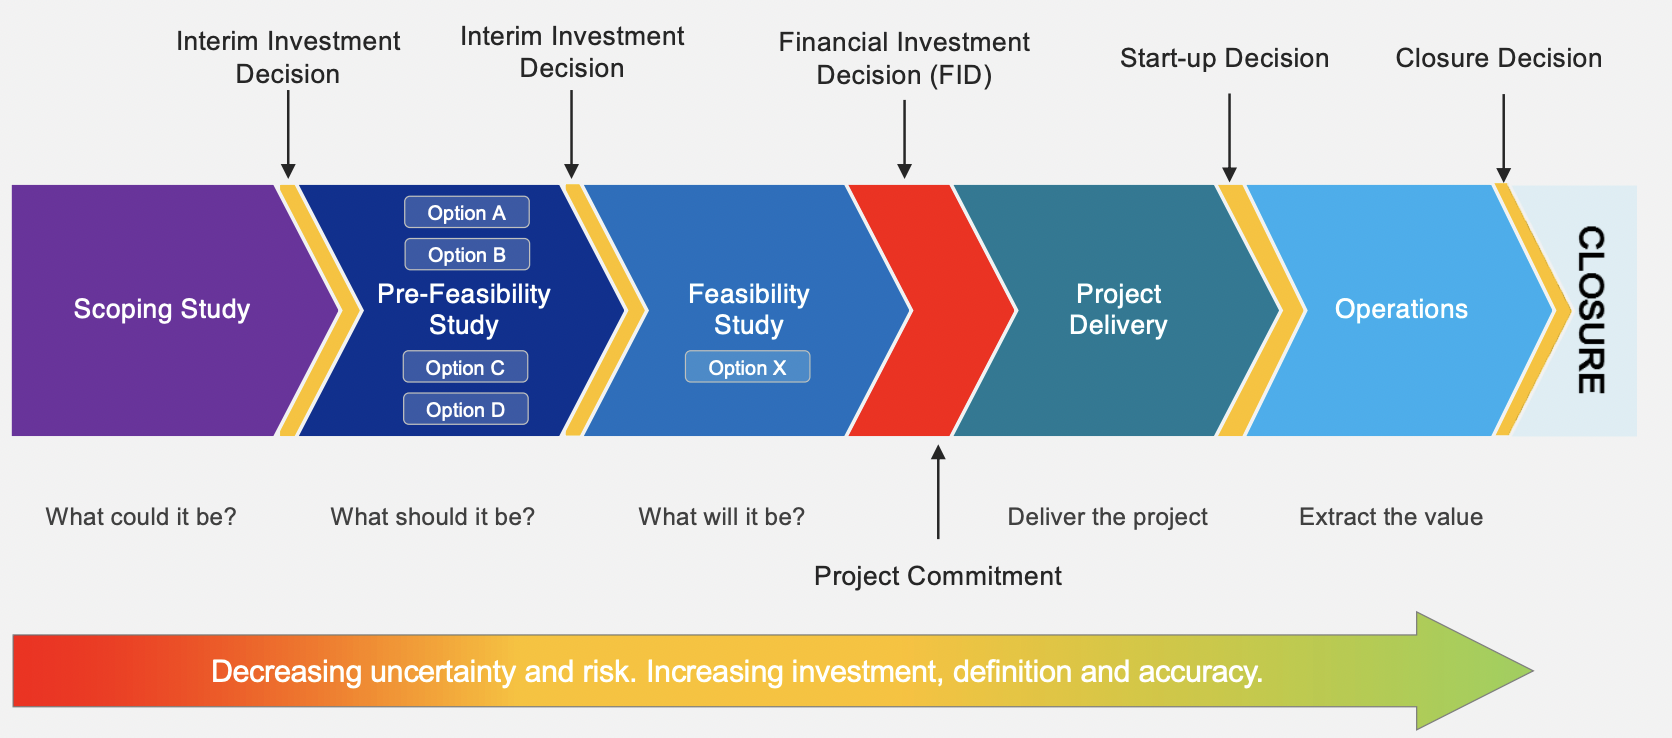 Interim Investment
Decision
Interim Investment
Decision
Financial Investment
Decision (FID)
Start-up Decision
Closure Decision
Scoping Study
Option A
Option B
Pre-Feasibility
Study
Option C
Option D
Feasibility
Study
Option X
Project
Delivery
Operations
CLOSURE
What could it be?
What should it be?
What will it be?
Deliver the project
Extract the value
Project Commitment
Decreasing uncertainty and risk. Increasing investment, definition and accuracy.